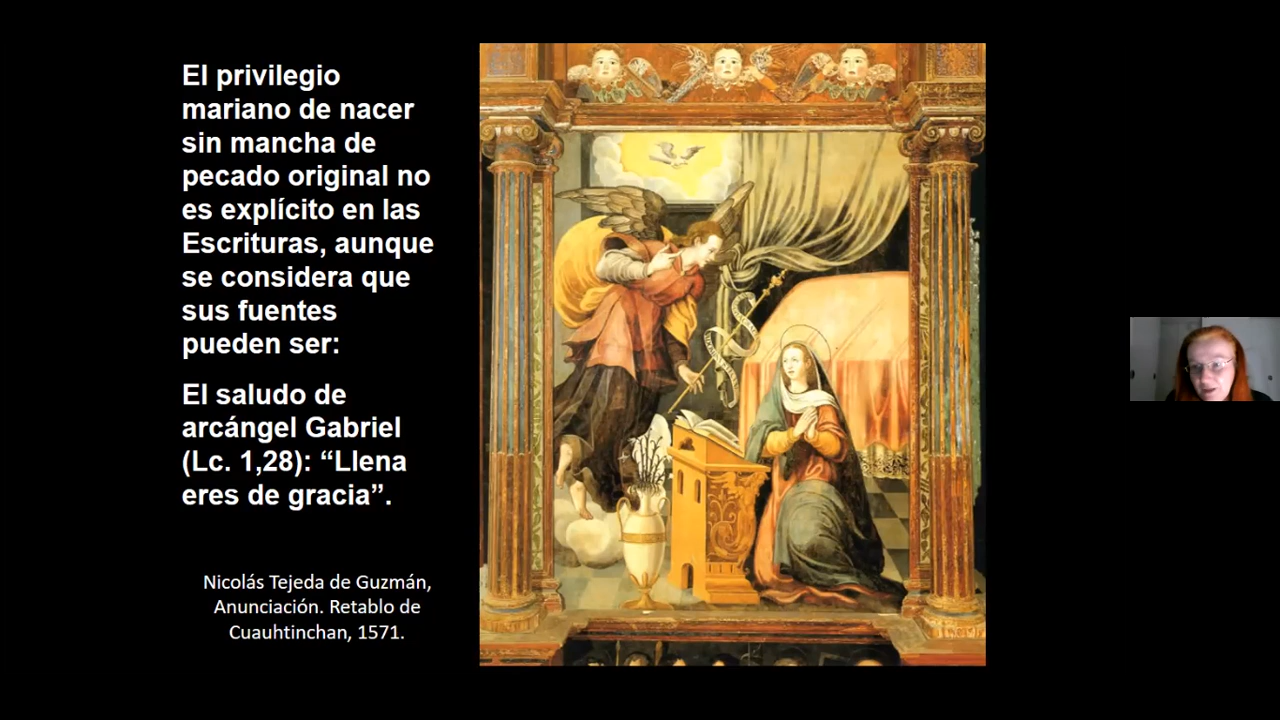 El privilegio
mariano de nacer
sin mancha de
pecado original no
es explícito en las
Escrituras, aunque
se considera que
sus fuentes
pueden ser:
El saludo de
arcángel Gabriel
(Lc. 1,28): “Llena
eres de gracia”.
Nicolás Tejeda de Guzmán,
Anunciación. Retablo de
Cuauhtinchan, 1571.